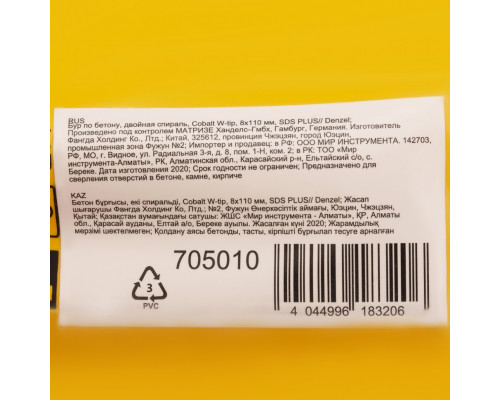 RUS
Бур по бетону, двойная спираль, Cobalt W-tip, 8x110 мм, SDS PLUS// Denzel;
Произведено под контролем МАТРИЗЕ Ханделс-Гмбх, Гамбург, Германия. Изготовитель
Фангда Холдинг Ко., Лтд.; Китай, 325612, провинция Чжэцзян, город Юэцин,
промышленная зона Фужун №2; Импортер и продавец: в РФ: ООО МИР ИНСТРУМЕНТА. 142703,
РФ, МО, г. Видное, ул. Радиальная 3-я, д. 8, пом. 1-Н, ком. 2; в РК: ТОО «Мир
инструмента-Алматы», РК, Алматинская обл., Карасайский р-н, Ельтайский с/о, с.
Береке. Дата изготовления 2020; Срок годности не ограничен; Предназначено для
сверления отверстий в бетоне, камне, кирпиче
KAZ
Бетон бұрғысы, екі спиральді, Cobalt W-tip, 8x110 мм, SDS PLUS// Denzel; Жасап
шығарушы Фангда Холдинг Ко., Лтд., №2, Фужун Өнеркәсіптік аймағы, Юэцин, Чжэцзян,
Қытай; Қазақстан аумағындағы сатушы: ЖШС «Мир инструмента - Алматы», ҚР, Алматы
обл., Қарасай ауданы, Елтай а/о, Береке ауылы. Жасалған күні 2020; Жарамдылық
мерзімі шектелмеген; Қолдану аясы бетонды, тасты, кірпішті бұрғылап тесуге арналған
705010
3
PVC
4 044996 183206